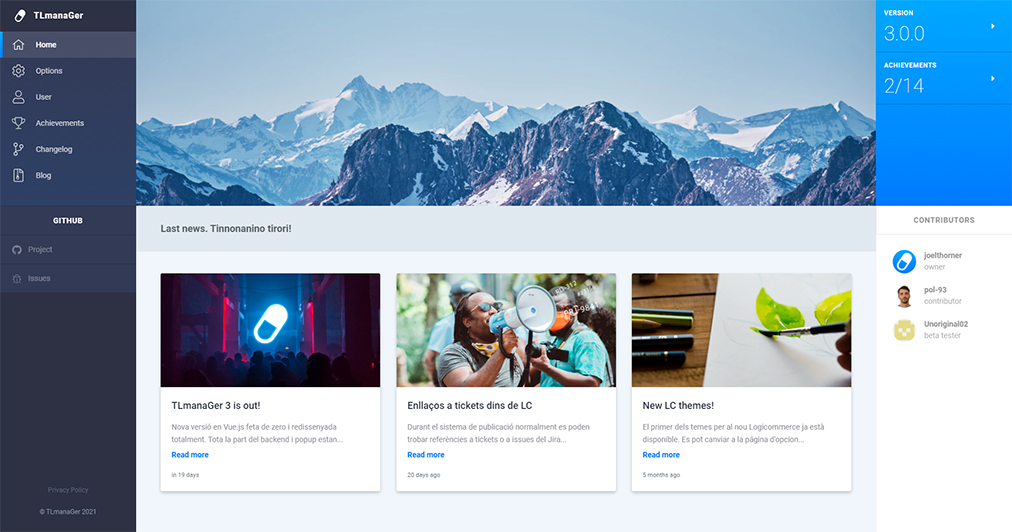 TLmanaGer
Home
Options
User
Achievements
Changelog
Blog
GITHUB
Project
Issues
Privacy Policy
© TLmanaGer 2021
Last news. Tinnonanino tirori!
TLmanaGer 3 is out!
Nova versió en Vue.js feta de zero i redissenyada
totalment. Tota la part del backend i popup estan...
Read more
in 19 days
Enllaços a tickets dins de LC
Durant el sistema de publicació normalment es poden
trobar referències a tickets o a issues del Jira...
Read more
20 days ago
New LC themes!
El primer dels temes per al nou Logicommerce ja està
disponible. Es pot canviar a la pàgina d'opcion...
Read more
5 months ago
VERSION
3.0.0
ACHIEVEMENTS
2/14
CONTRIBUTORS
joelthorner
owner
pol-93
contributor
Unoriginal02
beta tester